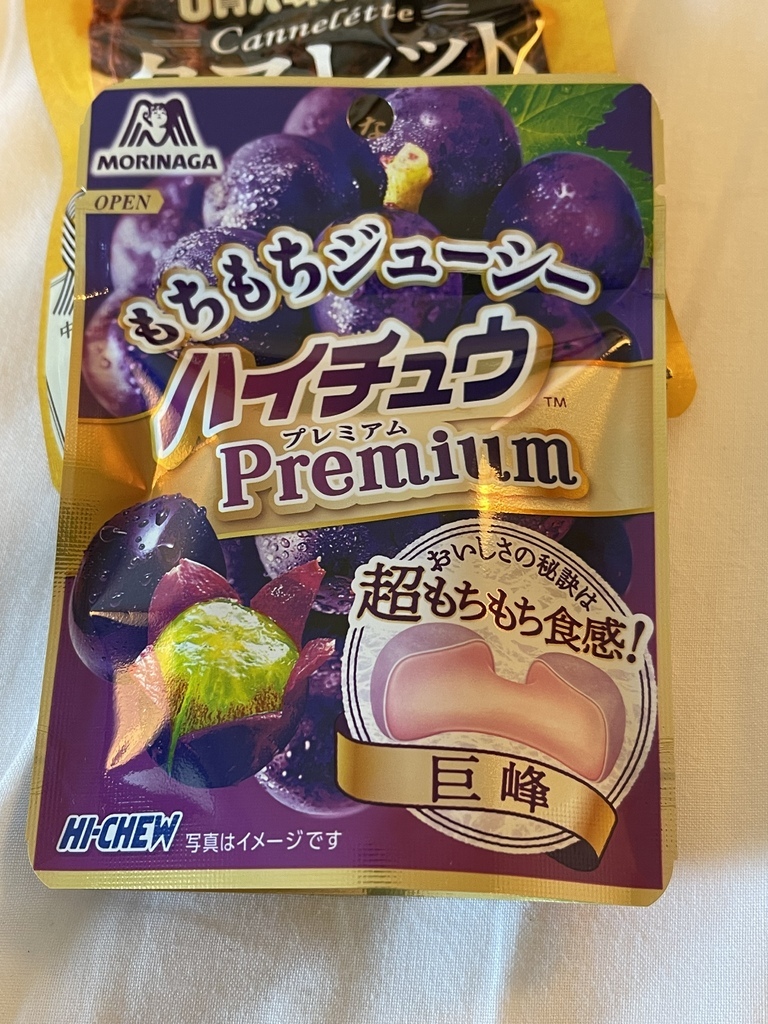 Cannelétte
MORINAGA
OPEN
もちもちジューシー
ハイチュウ
TM
プレミアム
Premium
おいしさの秘訣は
超もちもち食感!
巨峰
HI-CHEW
写真はイメージです